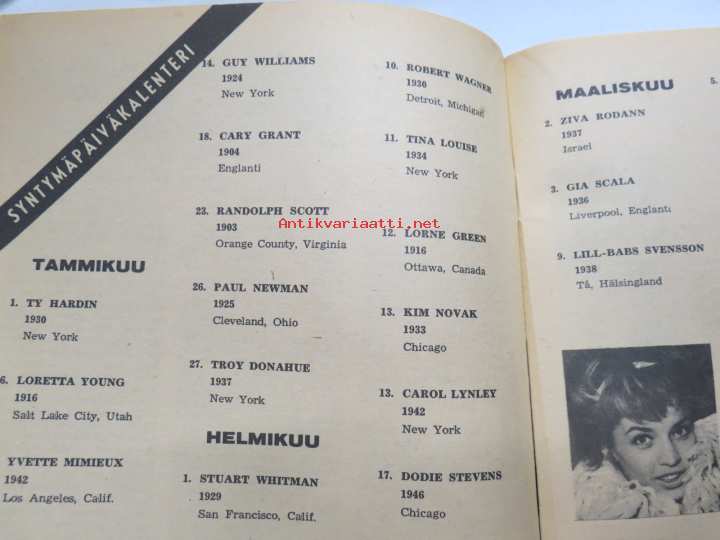 SYNTYMÄPÄIVÄKALENTERI
TAMMIKUU
1. TY HARDIN
1930
New York
6. LORETTA YOUNG
1916
Salt Lake City, Utah
YVETTE MIMIEUX
1942
Los Angeles, Calif.
14. GUY WILLIAMS
1924
New York
18. CARY GRANT
1904
Englanti
23. RANDOLPH SCOTT
1903
Orange County, Virginia
26. PAUL NEWMAN
1925
Cleveland, Ohio
27. TROY DONAHUE
1937
New York
HELMIKUU
1. STUART WHITMAN
1929
San Francisco, Calif.
10. ROBERT WAGNER
1930
Detroit, Michigan
11. TINA LOUISE
1934
New York
12. LORNE GREEN
1916
Ottawa, Canada
13. KIM NOVAK
1933
Chicago
13. CAROL LYNLEY
1942
New York
17. DODIE STEVENS
1946
Chicago
MAALISKUU
2. ZIVA RODANN
1937
Israel
3. GIA SCALA
1936
Liverpool, Englanti
9. LILL-BABS SVENSSON
1938
Tå, Hälsingland
5.
Antikvariaatti.net